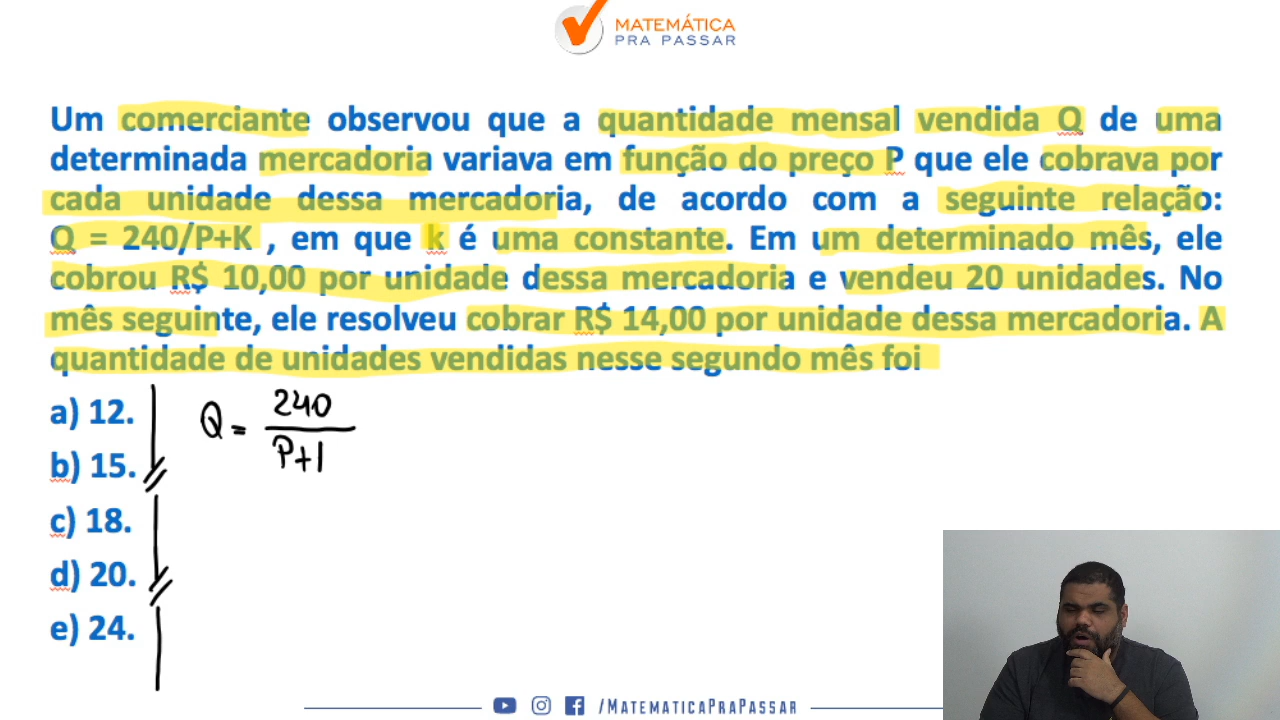 MATEMÁTICA
PRA PASSAR
Um comerciante observou que a quantidade mensal vendida Q de uma
determinada mercadoria variava em função do preço P que ele cobrava por
cada unidade dessa mercadoria, de acordo com a seguinte relação:
Q = 240/P+K , em que k é uma constante. Em um determinado mês, ele
cobrou R$ 10,00 por unidade dessa mercadoria e vendeu 20 unidades. No
mês seguinte, ele resolveu cobrar R$ 14,00 por unidade dessa mercadoria. A
quantidade de unidades vendidas nesse segundo mês foi
a) 12.
b) 15.
c) 18.
d) 20.
e) 24.
Q = 240
P+1
/MATEMATICAPRAPASSAR